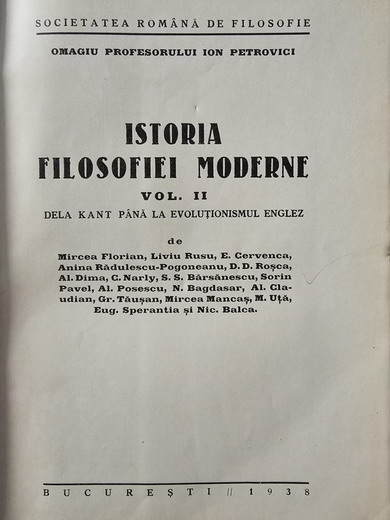 SOCIETATEA ROMÂNĂ DE FILOSOFIE
OMAGIU PROFESORULUI ION PETROVICI
ISTORIA
FILOSOFIEI MODERNE
VOL. II
DELA KANT PÂNĂ LA EVOLUȚIONISMUL ENGLEZ
de
Mircea Florian, Liviu Rusu, E. Cervenca,
Anina Rădulescu-Pogoneanu, D. D. Roșca,
Al. Dima, C. Narly, S. S. Bârsănescu, Sorin
Pavel, Al. Posescu, N. Bagdasar, Al. Cla-
udian, Gr. Tăușan, Mircea Mancaș, M. Uță,
Eug. Sperantia și Nic. Balca.
BUCUREȘTI // 1938